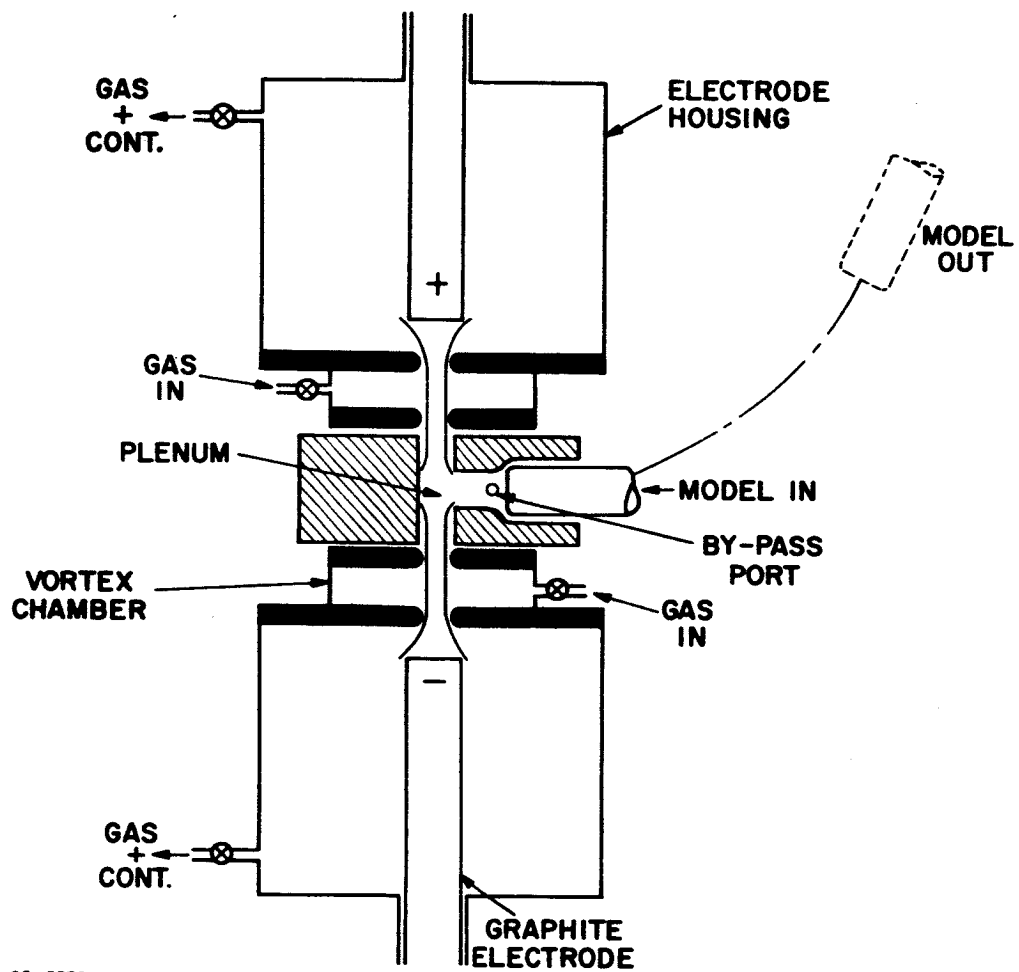 GAS
+
CONT.
ELECTRODE
HOUSING
MODEL
OUT
+
GAS
IN
PLENUM
MODEL IN
BY-PASS
PORT
VORTEX
CHAMBER
GAS
IN
−
GAS
+
CONT.
GRAPHITE
ELECTRODE